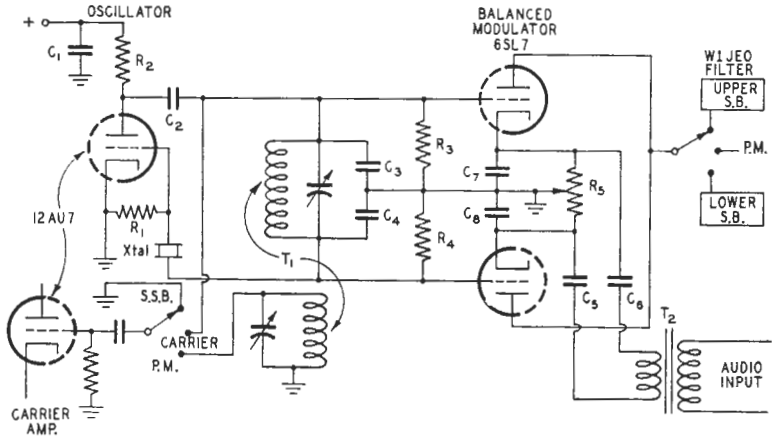 OSCILLATOR
+
C1
R2
C2
12AU7
R1
Xtal
S.S.B.
CARRIER
P.M.
CARRIER
AMP.
T1
C3
C4
R3
R4
BALANCED
MODULATOR
6SL7
C7
C8
R5
C5
C6
T2
AUDIO
INPUT
W1JEO
FILTER
UPPER
S.B.
P.M.
LOWER
S.B.